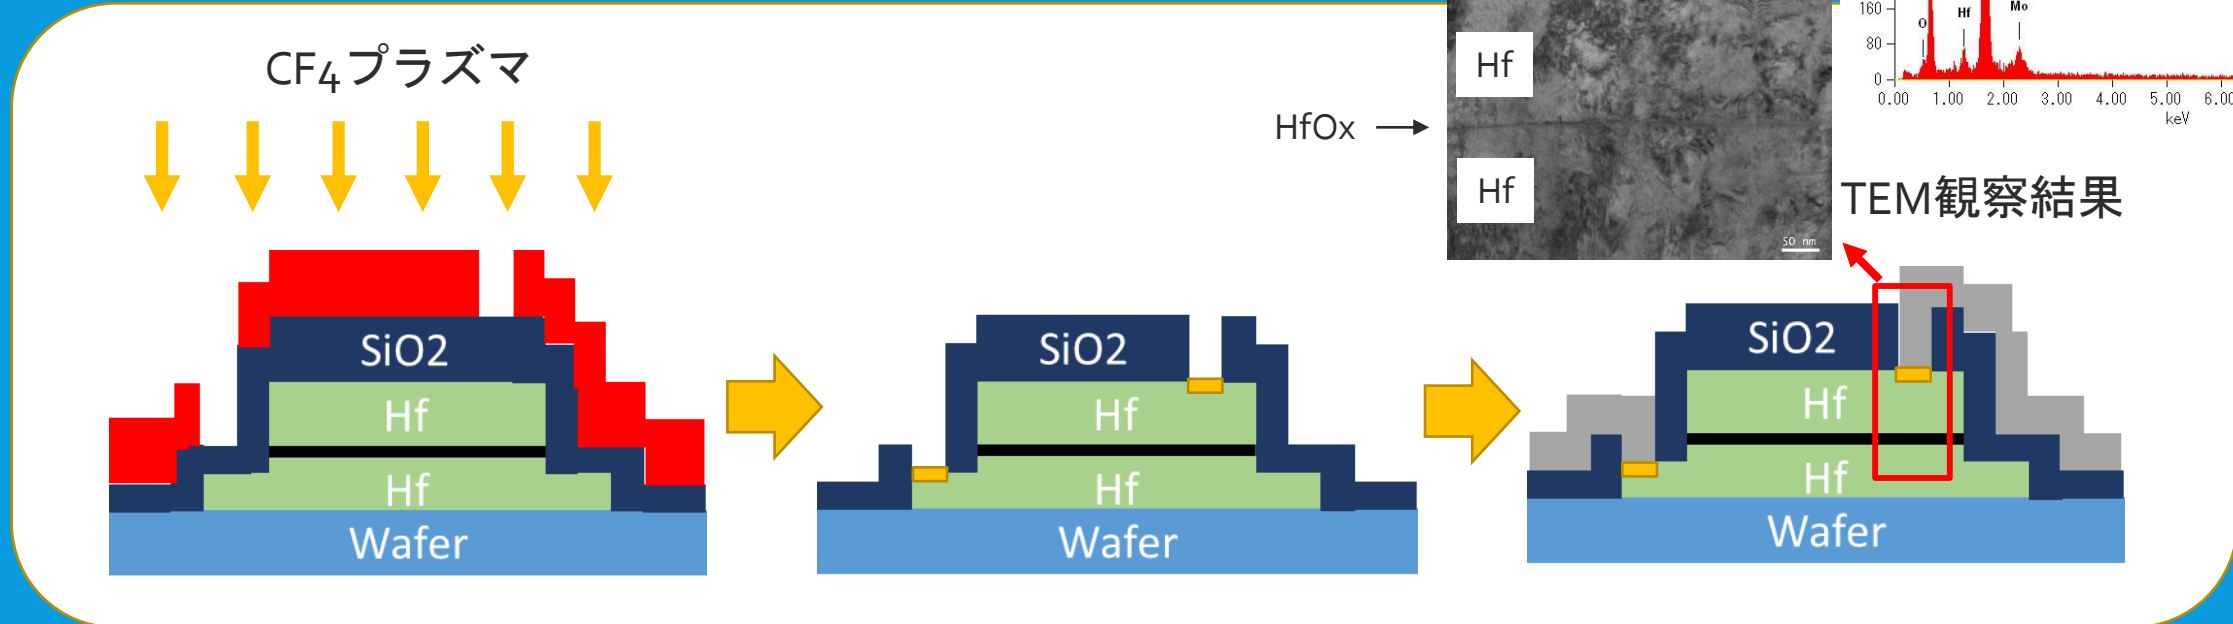 CF₄プラズマ
SiO2
Hf
Hf
Wafer
SiO2
Hf
Hf
Wafer
HfOx
Hf
Hf
50 nm
160
80
0
O
Hf
Mo
0.00 1.00 2.00 3.00 4.00 5.00 6.00
keV
TEM観察結果
SiO2
Hf
Hf
Wafer